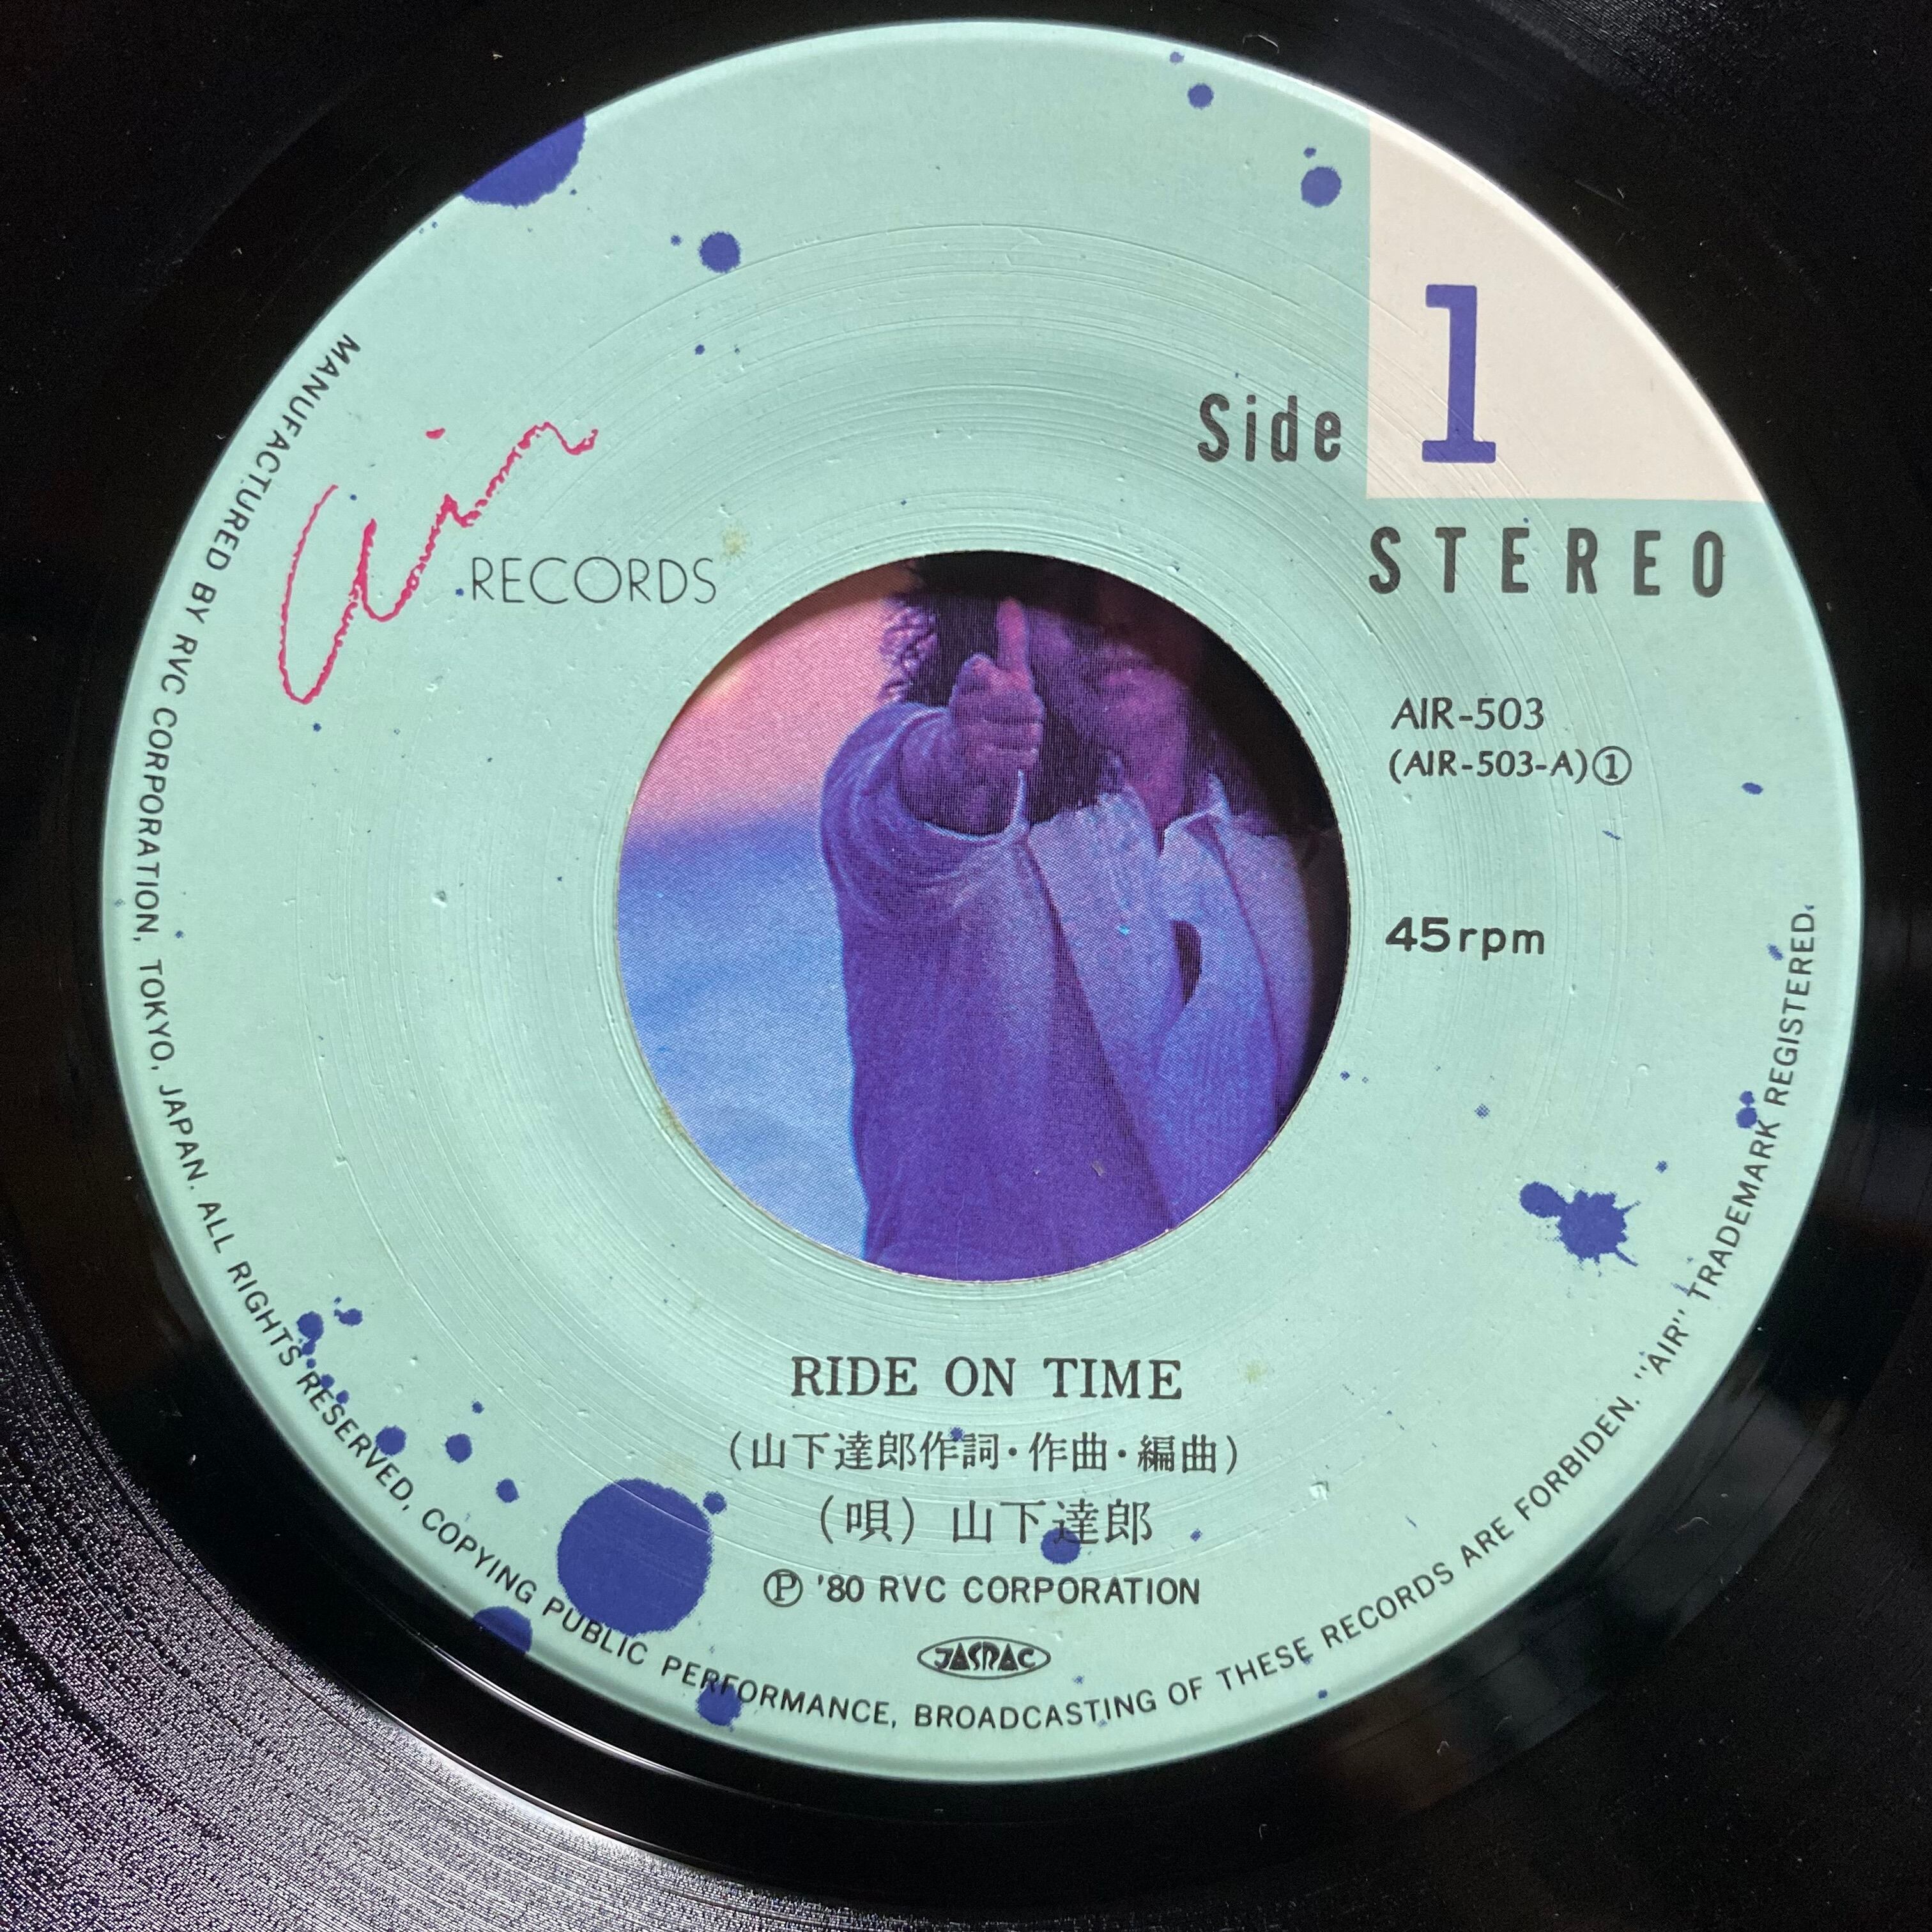 Side 1
STEREO
air
RECORDS
AIR-503
(AIR-503-A)①
45rpm
RIDE ON TIME
(山下達郎作詞・作曲・編曲)
(唄) 山下達郎
Ⓟ '80 RVC CORPORATION
JASRAC
MANUFACTURED BY RVC CORPORATION, TOKYO, JAPAN. ALL RIGHTS RESERVED, COPYING PUBLIC PERFORMANCE, BROADCASTING OF THESE RECORDS ARE FORBIDEN. "AIR" TRADEMARK REGISTERED.